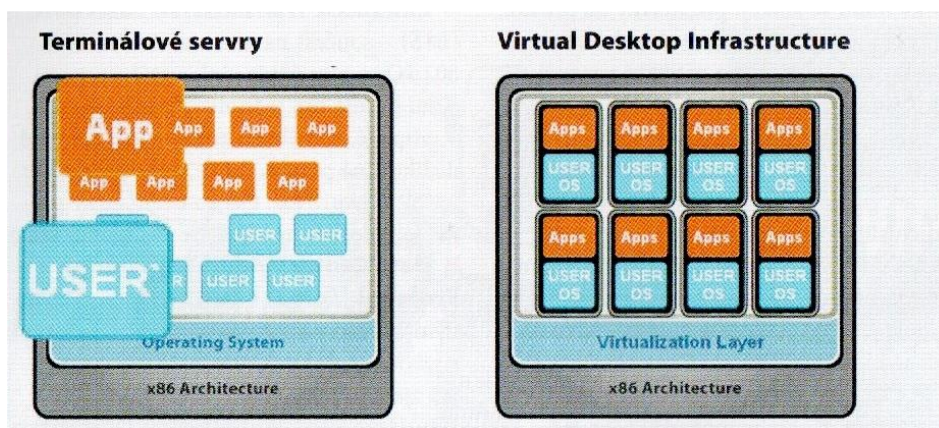 Terminálové servry
App App App App
App App App App
USER USER
USER USER USER
Operating System
x86 Architecture
Virtual Desktop Infrastructure
Apps Apps Apps Apps
USER USER USER USER
OS OS OS OS
Apps Apps Apps Apps
USER USER USER USER
OS OS OS OS
Virtualization Layer
x86 Architecture